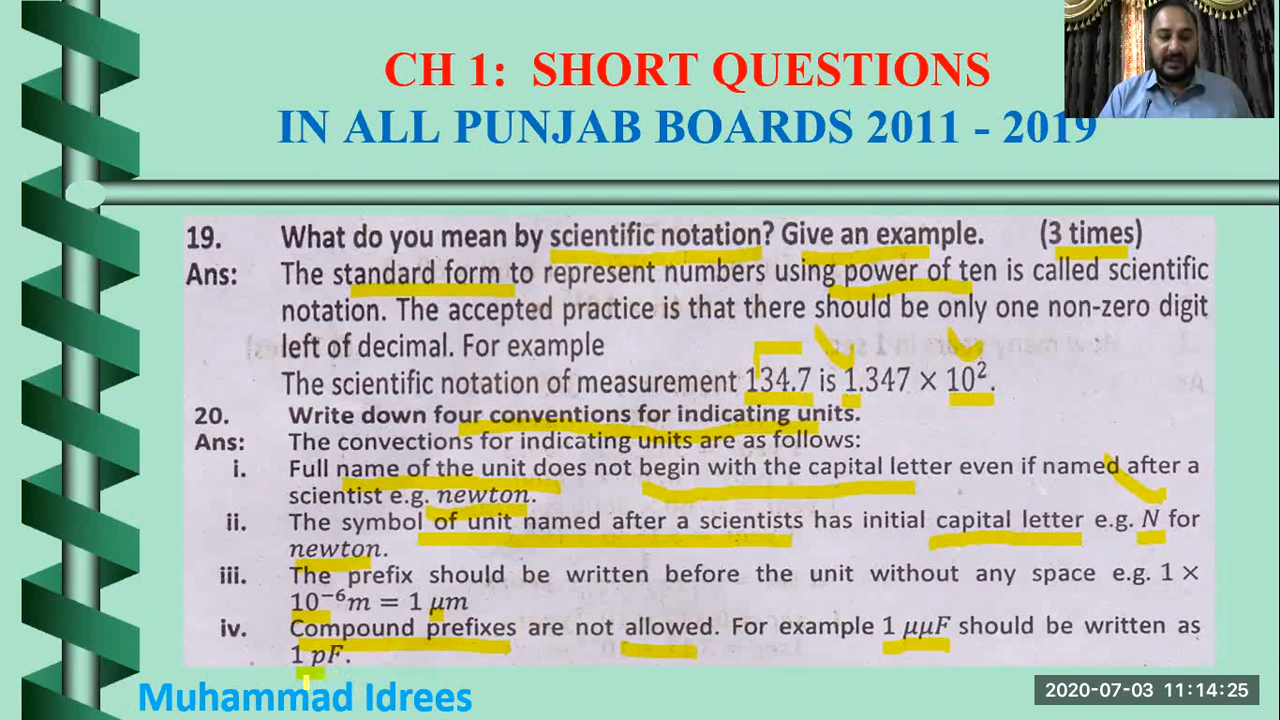 CH 1: SHORT QUESTIONS
IN ALL PUNJAB BOARDS 2011 - 2019
19. What do you mean by scientific notation? Give an example. (3 times)
Ans: The standard form to represent numbers using power of ten is called scientific
notation. The accepted practice is that there should be only one non-zero digit
left of decimal. For example
The scientific notation of measurement 134.7 is 1.347 × 10².
20. Write down four conventions for indicating units.
Ans: The convections for indicating units are as follows:
i. Full name of the unit does not begin with the capital letter even if named after a
scientist e.g. newton.
ii. The symbol of unit named after a scientists has initial capital letter e.g. N for
newton.
iii. The prefix should be written before the unit without any space e.g. 1 ×
10⁻⁶m = 1 μm
iv. Compound prefixes are not allowed. For example 1 μμF should be written as
1 pF.
Muhammad Idrees
2020-07-03 11:14:25